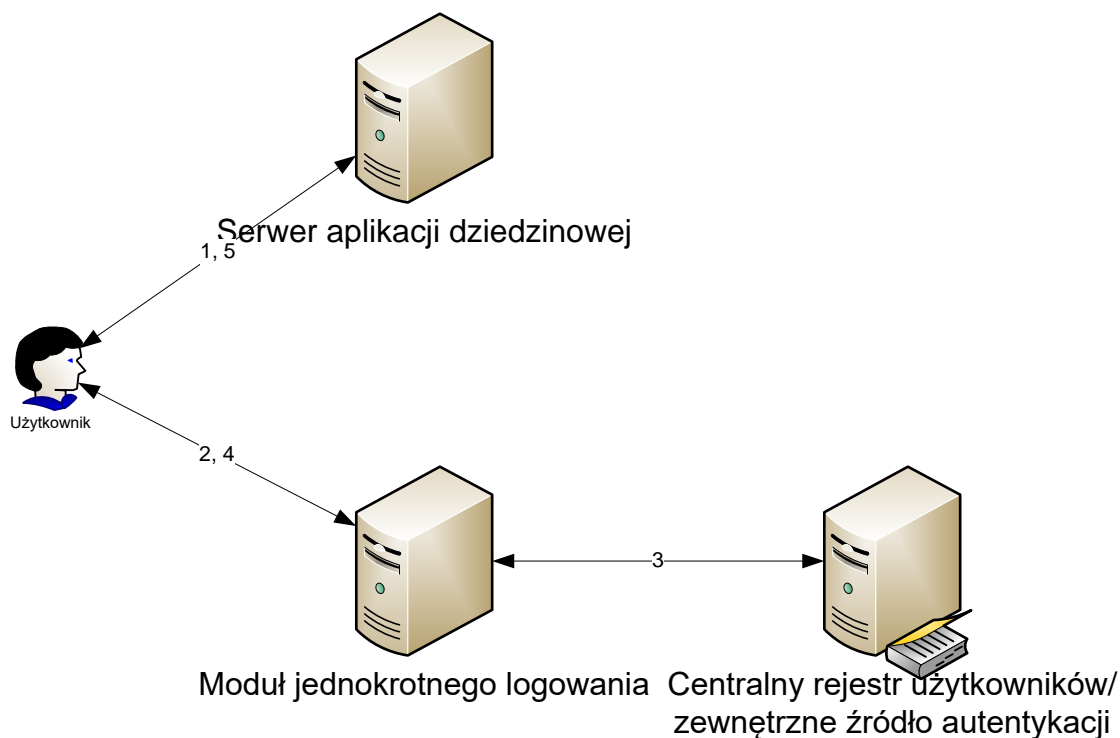 Serwer aplikacji dziedzinowej
1, 5
Użytkownik
2, 4
3
Moduł jednokrotnego logowania
Centralny rejestr użytkowników/
zewnętrzne źródło autentykacji